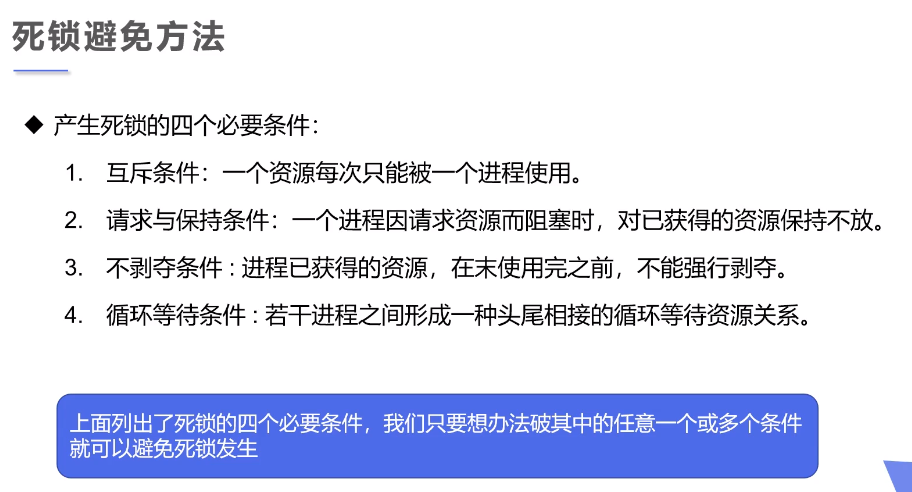 死锁避免方法
◆ 产生死锁的四个必要条件：
1. 互斥条件：一个资源每次只能被一个进程使用。
2. 请求与保持条件：一个进程因请求资源而阻塞时，对已获得的资源保持不放。
3. 不剥夺条件 : 进程已获得的资源，在末使用完之前，不能强行剥夺。
4. 循环等待条件 : 若干进程之间形成一种头尾相接的循环等待资源关系。
上面列出了死锁的四个必要条件，我们只要想办法破其中的任意一个或多个条件
就可以避免死锁发生